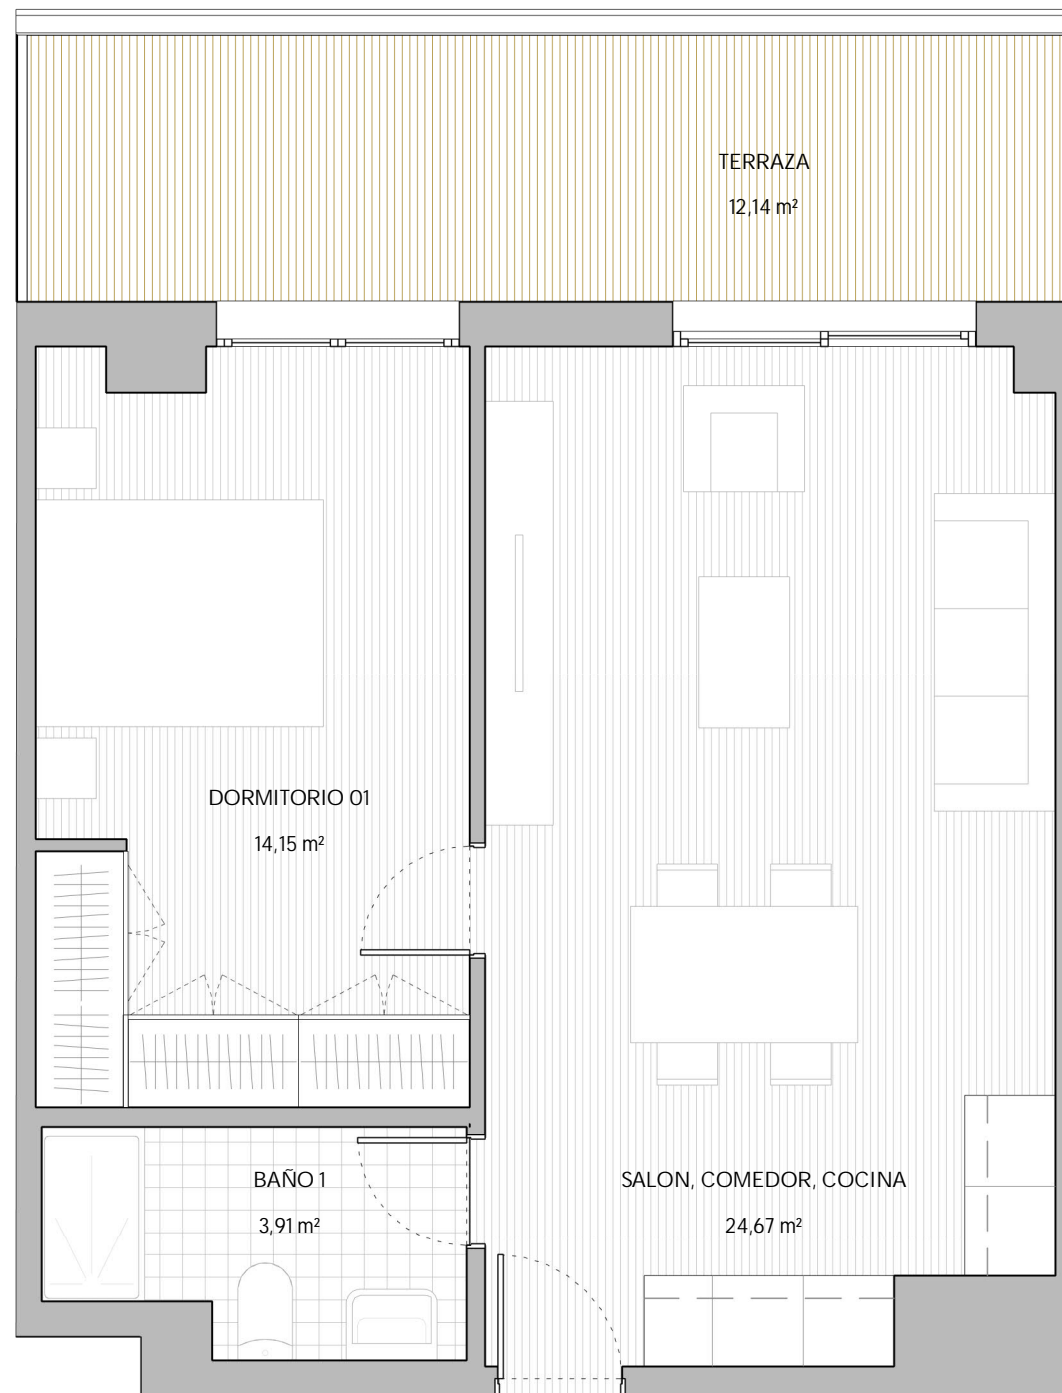 TERRAZA
12,14 m²
DORMITORIO 01
14,15 m²
BAÑO 1
3,91 m²
SALON, COMEDOR, COCINA
24,67 m²